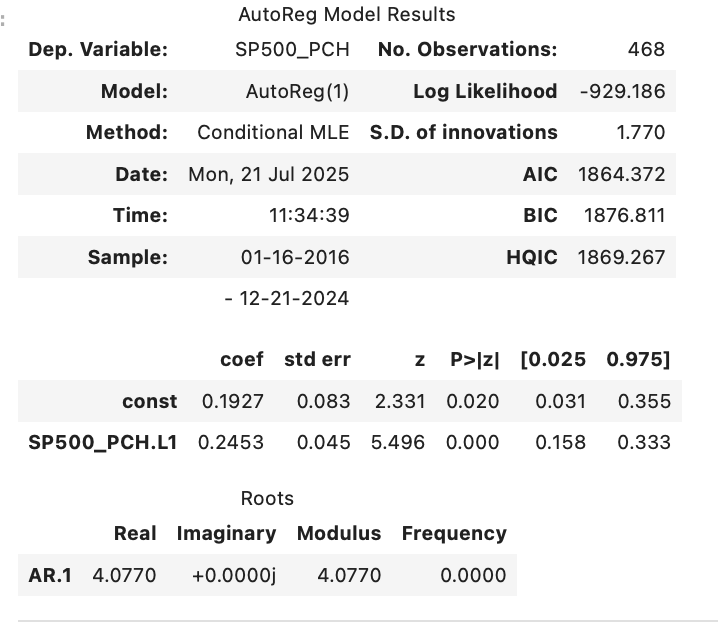 AutoReg Model Results
Dep. Variable: SP500_PCH No. Observations: 468
Model: AutoReg(1) Log Likelihood -929.186
Method: Conditional MLE S.D. of innovations 1.770
Date: Mon, 21 Jul 2025 AIC 1864.372
Time: 11:34:39 BIC 1876.811
Sample: 01-16-2016 HQIC 1869.267
- 12-21-2024
coef std err z P>|z| [0.025 0.975]
const 0.1927 0.083 2.331 0.020 0.031 0.355
SP500_PCH.L1 0.2453 0.045 5.496 0.000 0.158 0.333
Roots
Real Imaginary Modulus Frequency
AR.1 4.0770 +0.0000j 4.0770 0.0000